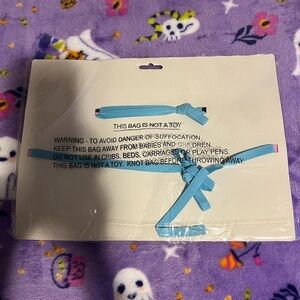 THIS BAG IS NOT A TOY
WARNING - TO AVOID DANGER OF SUFFOCATION,
KEEP THIS BAG AWAY FROM BABIES AND CHILDREN.
DO NOT USE IN CRIBS, BEDS, CARRIAGES OR PLAY PENS.
THIS BAG IS NOT A TOY. KNOT BAG BEFORE THROWING AWAY.